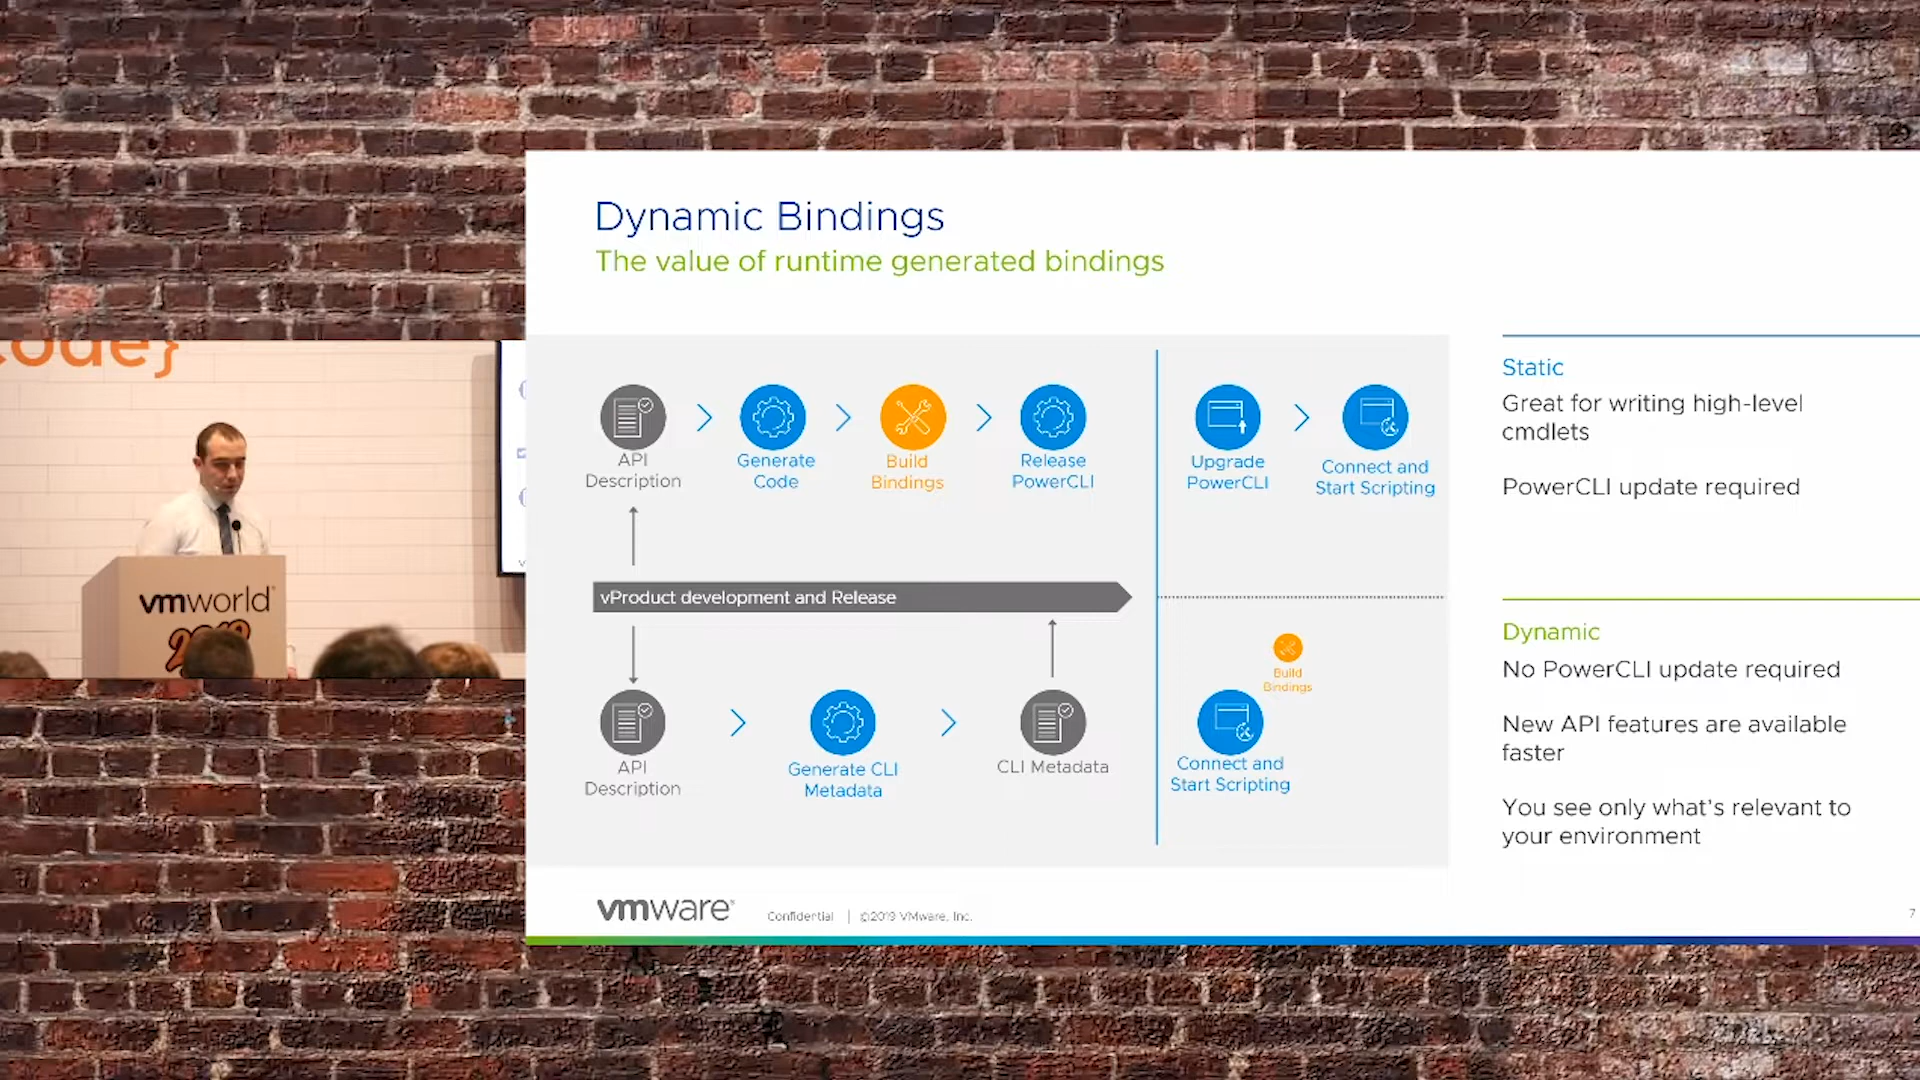 Dynamic Bindings
The value of runtime generated bindings
API
Description
Generate
Code
Build
Bindings
Release
PowerCLI
Upgrade
PowerCLI
Connect and
Start Scripting
vProduct development and Release
API
Description
Generate CLI
Metadata
CLI Metadata
Build
Bindings
Connect and
Start Scripting
Static
Great for writing high-level
cmdlets
PowerCLI update required
Dynamic
No PowerCLI update required
New API features are available
faster
You see only what's relevant to
your environment
vmware®
Confidential | ©2019 VMware, Inc.
7
vmworld®